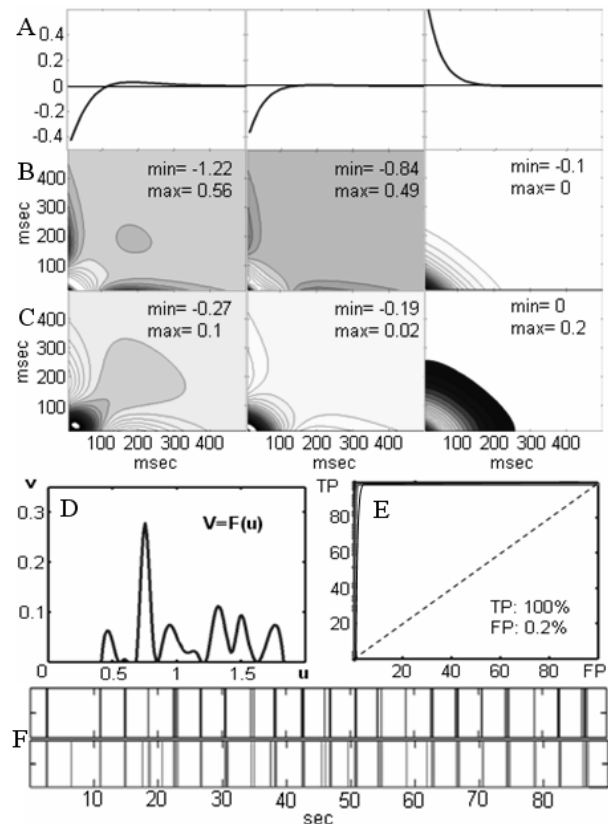 A
0.4
0.2
0
-0.2
-0.4
B
msec
400
300
200
100
min= -1.22
max= 0.56
min= -0.84
max= 0.49
min= -0.1
max= 0
C
msec
400
300
200
100
min= -0.27
max= 0.1
min= -0.19
max= 0.02
min= 0
max= 0.2
100 200 300 400
100 200 300 400
100 200 300 400
msec
msec
msec
v
D
V=F(u)
0.3
0.1
0 0.5 1 1.5 u
TP
E
80
60
40
20
TP: 100%
FP: 0.2%
20 40 60 80 FP
F
10 20 30 40 50 60 70 80
sec